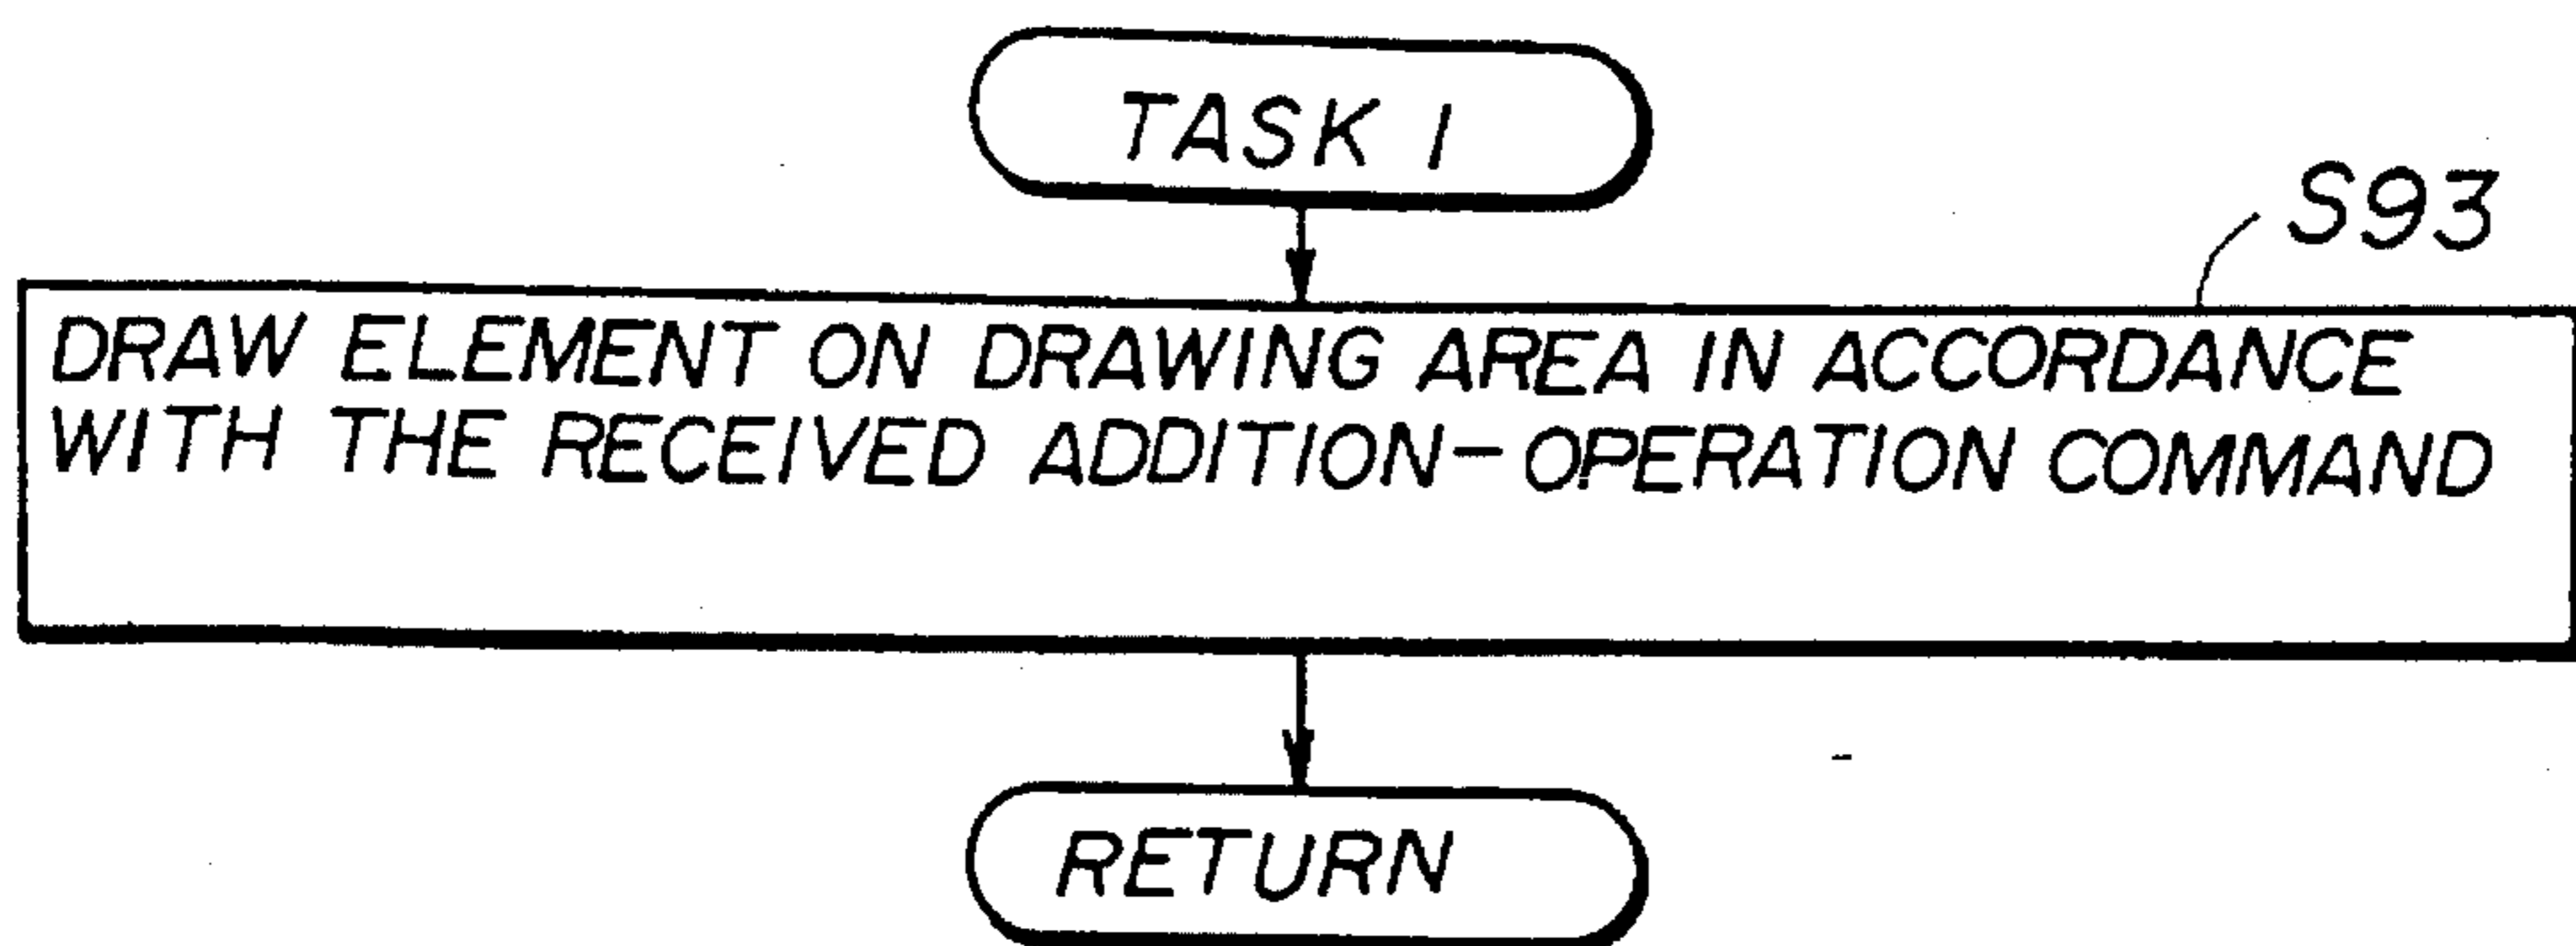 TASK 1
S93
DRAW ELEMENT ON DRAWING AREA IN ACCORDANCE
WITH THE RECEIVED ADDITION-OPERATION COMMAND
RETURN